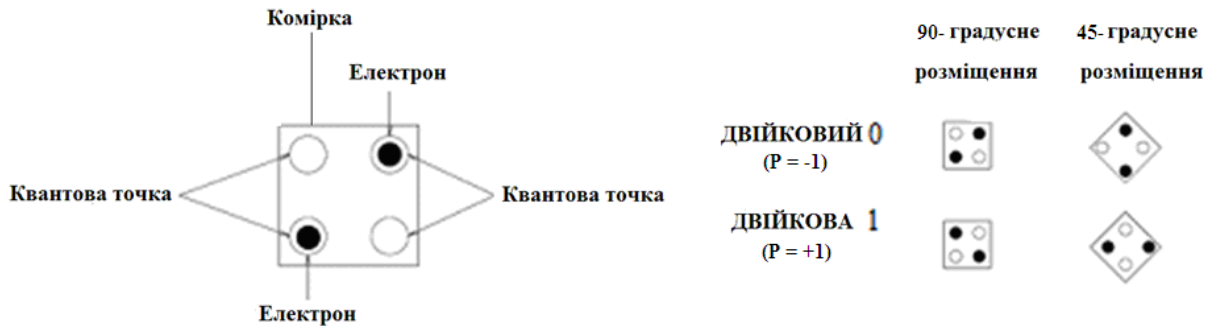 Комірка
Електрон
Квантова точка
Квантова точка
Електрон
90- градусне
розміщення
45- градусне
розміщення
ДВІЙКОВИЙ 0
(P = -1)
ДВІЙКОВА 1
(P = +1)